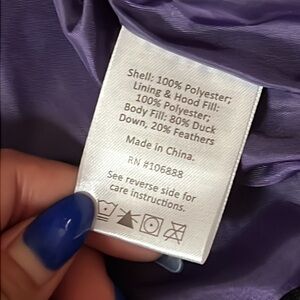 Shell: 100% Polyester;
Lining & Hood Fill:
100% Polyester;
Body Fill: 80% Duck
Down, 20% Feathers
Made in China.
RN #106888
See reverse side for
care instructions.